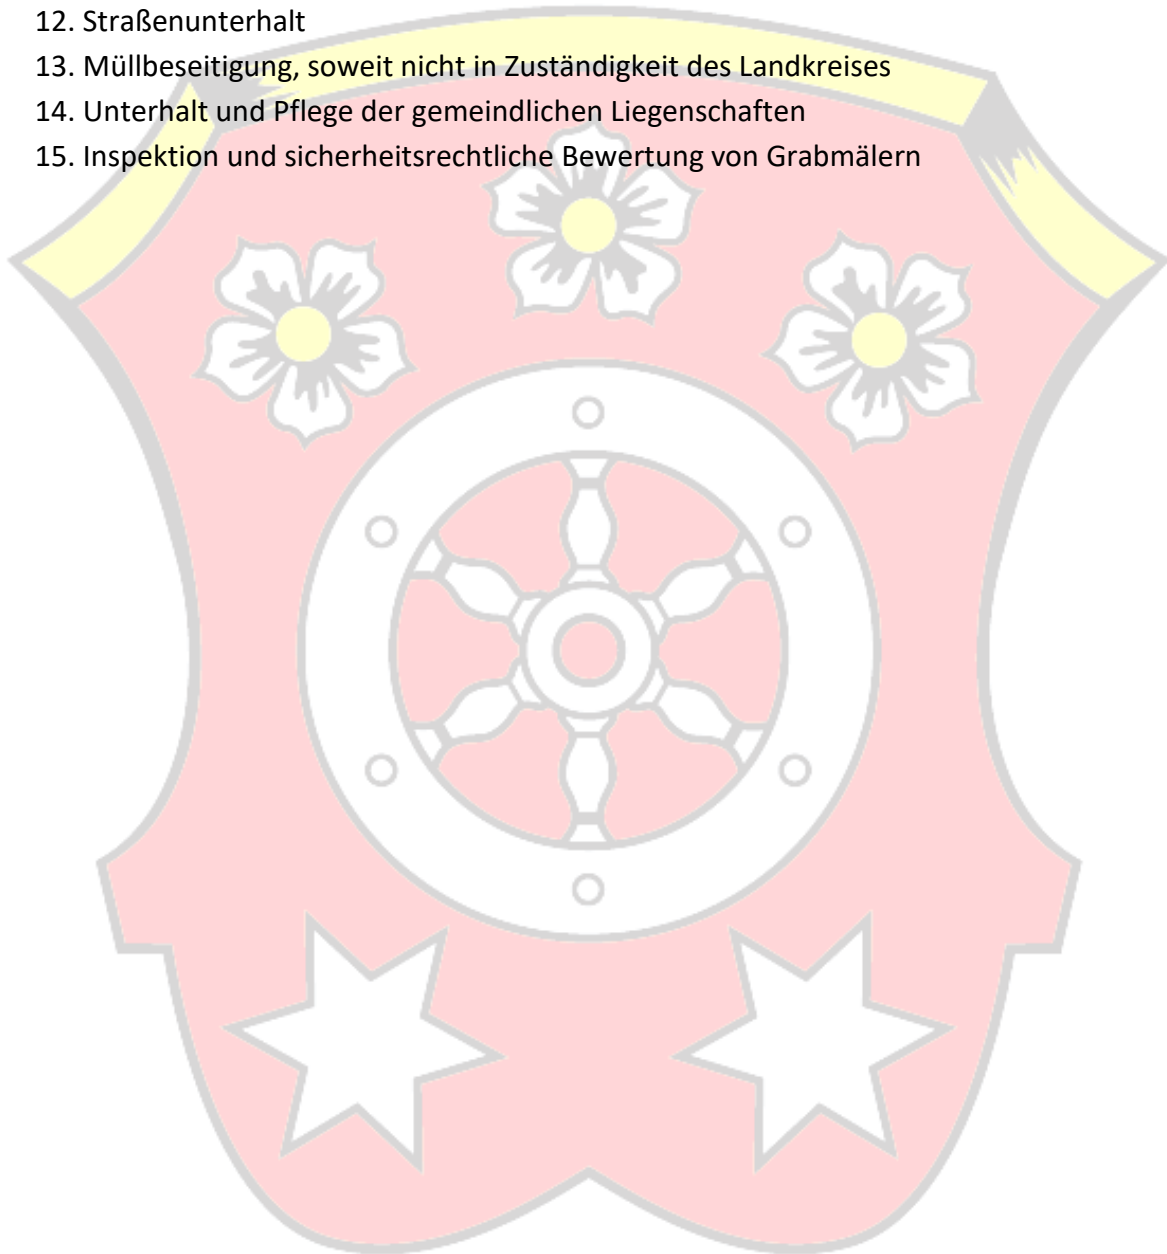 12. Straßenunterhalt
13. Müllbeseitigung, soweit nicht in Zuständigkeit des Landkreises
14. Unterhalt und Pflege der gemeindlichen Liegenschaften
15. Inspektion und sicherheitsrechtliche Bewertung von Grabmälern